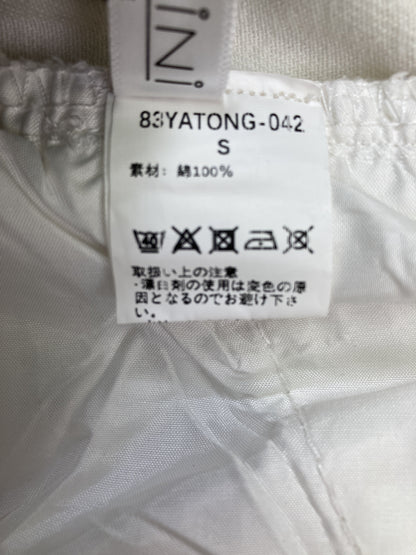 iNi
83YATONG-042
S
素材: 綿100%
40
取扱い上の注意
・漂白剤の使用は変色の原
因となるのでお避け下さ
い。